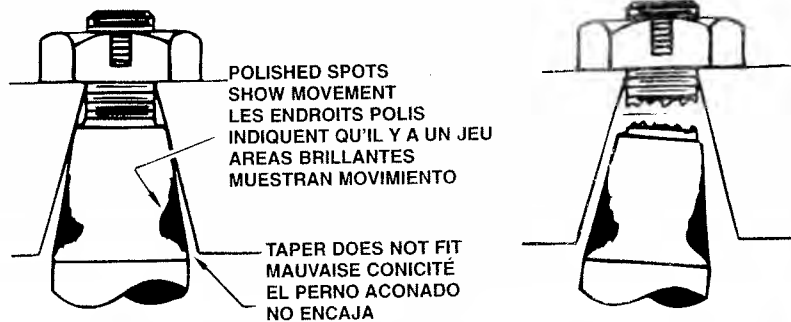 POLISHED SPOTS
SHOW MOVEMENT
LES ENDROITS POLIS
INDIQUENT QU'IL Y A UN JEU
AREAS BRILLANTES
MUESTRAN MOVIMIENTO
TAPER DOES NOT FIT
MAUVAISE CONICITÉ
EL PERNO ACONADO
NO ENCAJA